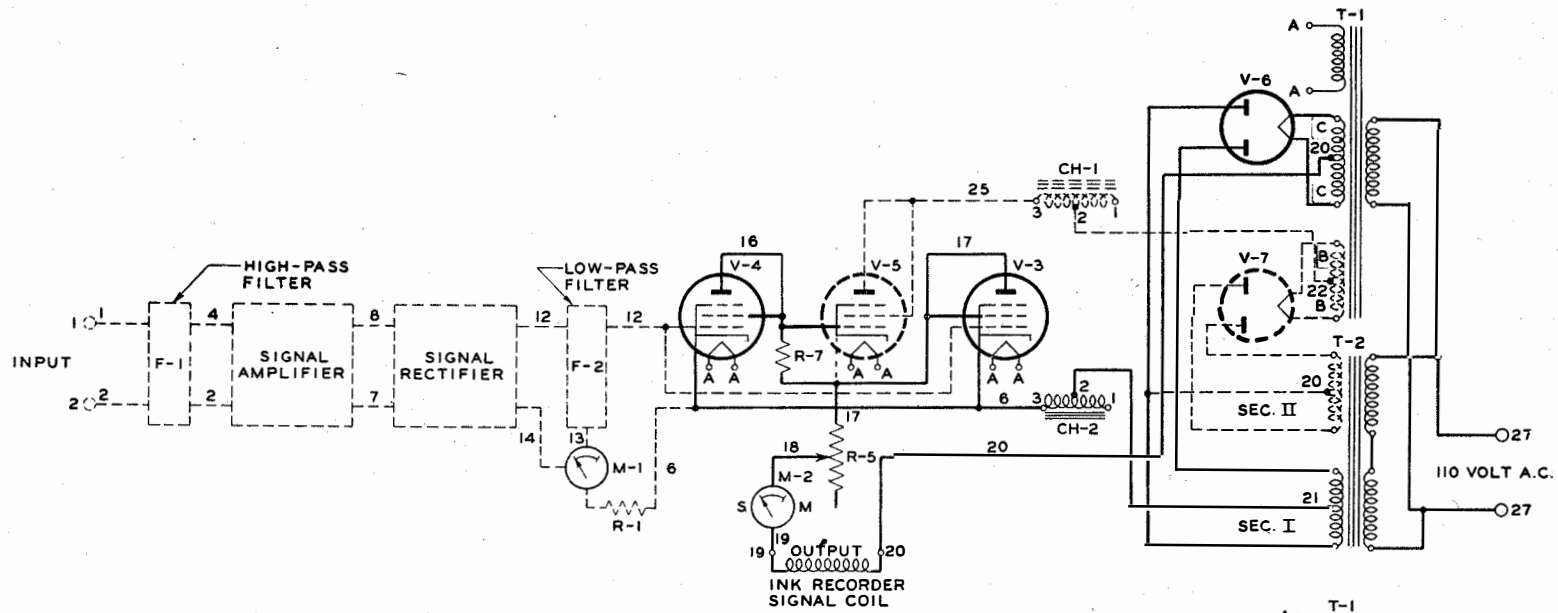 T-1
A
A
V-6
C
20
C
CH-1
25
3
2
1
16
17
V-4
V-5
V-3
B
22
B
V-7
HIGH-PASS
FILTER
LOW-PASS
FILTER
1
1
4
8
12
12
INPUT
F-1
SIGNAL
AMPLIFIER
SIGNAL
RECTIFIER
F-2
R-7
A A
A A
A A
2
2
2
7
14
13
6
3
2
1
CH-2
T-2
20
SEC. II
17
18
R-5
20
M-1
6
R-1
M-2
S
M
19
19
OUTPUT
20
INK RECORDER
SIGNAL COIL
21
SEC. I
27
110 VOLT A.C.
27
T-1